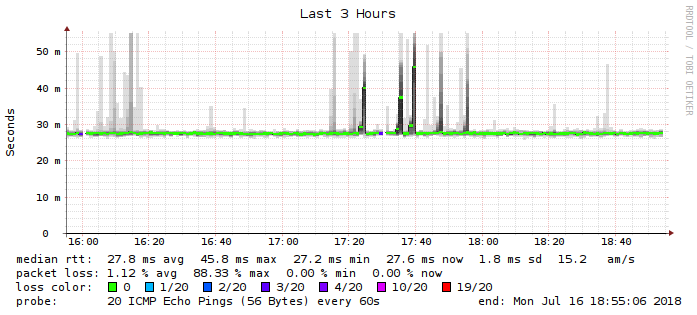 Last 3 Hours
RRDTOOL / TOBI OETIKER
Seconds
50 m
40 m
30 m
20 m
10 m
0
16:00 16:20 16:40 17:00 17:20 17:40 18:00 18:20 18:40
median rtt: 27.8 ms avg 45.8 ms max 27.2 ms min 27.6 ms now 1.8 ms sd 15.2 am/s
packet loss: 1.12 % avg 88.33 % max 0.00 % min 0.00 % now
loss color: 0 1/20 2/20 3/20 4/20 10/20 19/20
probe: 20 ICMP Echo Pings (56 Bytes) every 60s end: Mon Jul 16 18:55:06 2018